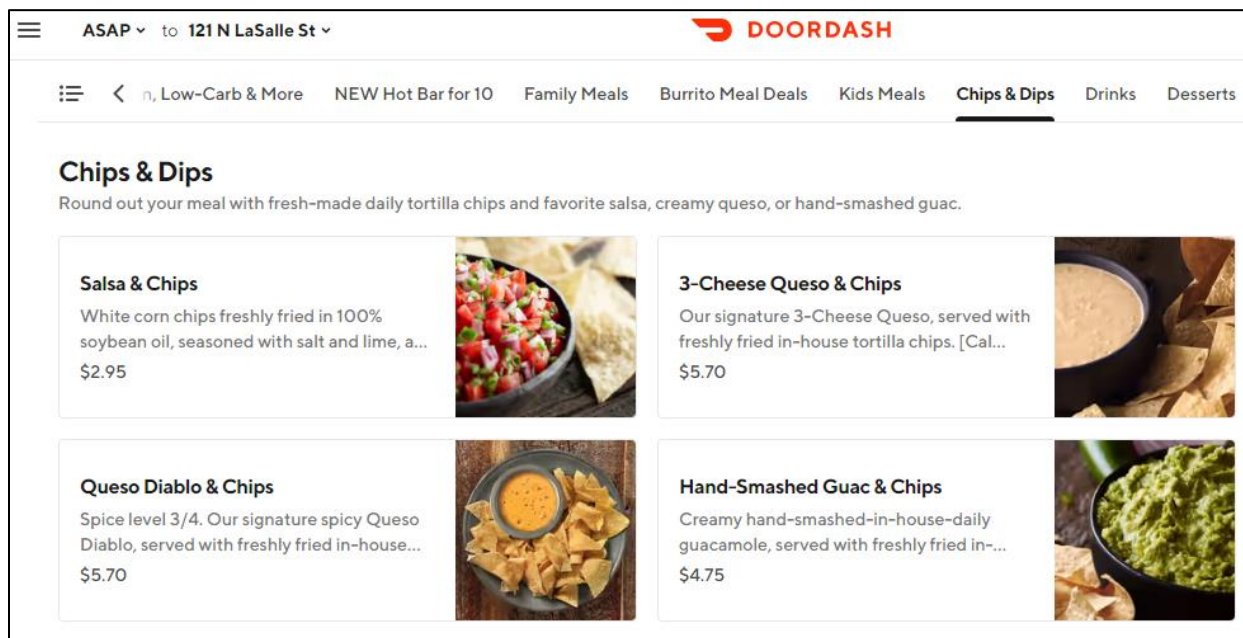 ASAP to 121 N LaSalle St
DOORDASH
n, Low-Carb & More NEW Hot Bar for 10 Family Meals Burrito Meal Deals Kids Meals Chips & Dips Drinks Desserts
Chips & Dips
Round out your meal with fresh-made daily tortilla chips and favorite salsa, creamy queso, or hand-smashed guac.
Salsa & Chips
White corn chips freshly fried in 100%
soybean oil, seasoned with salt and lime, a...
$2.95
3-Cheese Queso & Chips
Our signature 3-Cheese Queso, served with
freshly fried in-house tortilla chips. [Cal...
$5.70
Queso Diablo & Chips
Spice level 3/4. Our signature spicy Queso
Diablo, served with freshly fried in-house...
$5.70
Hand-Smashed Guac & Chips
Creamy hand-smashed-in-house-daily
guacamole, served with freshly fried in-...
$4.75